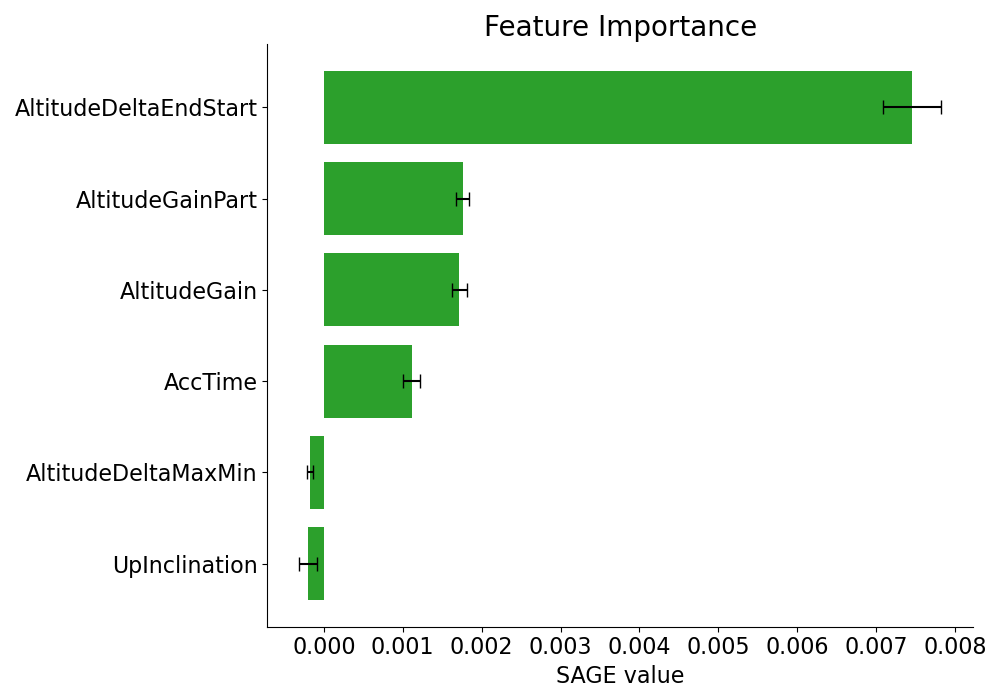 Feature Importance
AltitudeDeltaEndStart
AltitudeGainPart
AltitudeGain
AccTime
AltitudeDeltaMaxMin
UpInclination
0.000 0.001 0.002 0.003 0.004 0.005 0.006 0.007 0.008
SAGE value